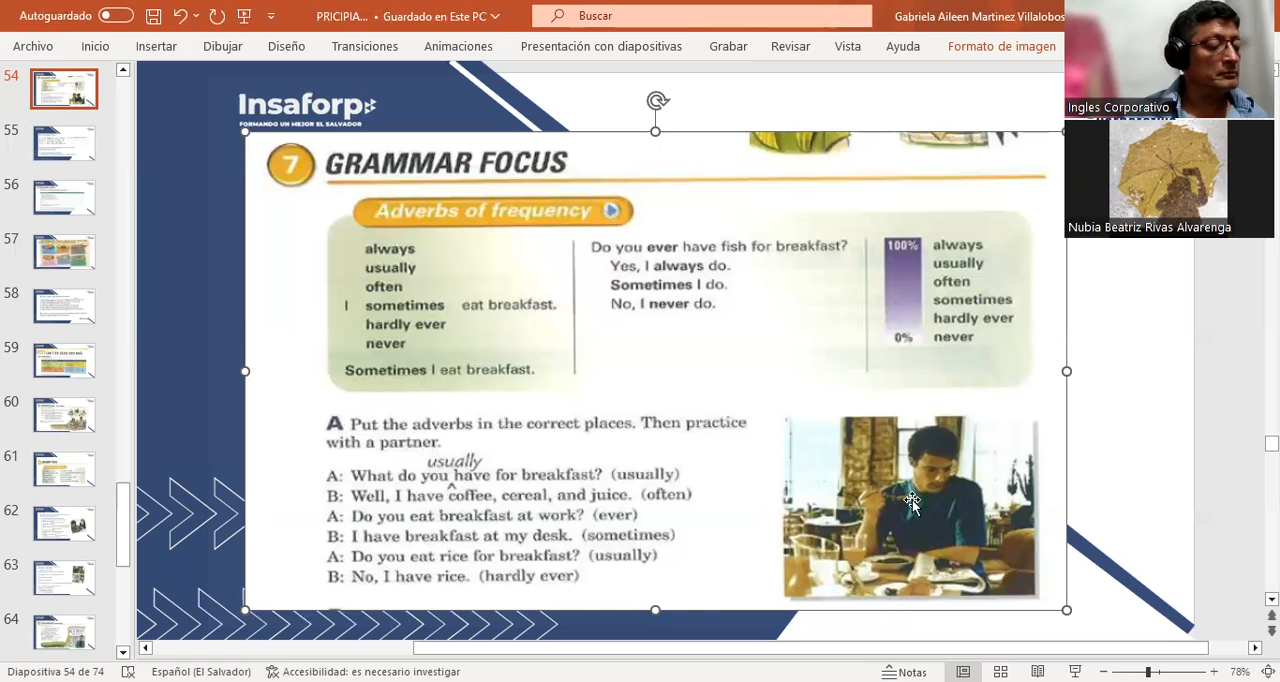 Autoguardado
PRICIPIA... • Guardado en Este PC
Buscar
Gabriela Aileen Martinez Villalobos
Archivo Inicio Insertar Dibujar Diseño Transiciones Animaciones Presentación con diapositivas Grabar Revisar Vista Ayuda Formato de imagen
Ingles Corporativo
Nubia Beatriz Rivas Alvarenga
54
55
56
57
58
59
60
61
62
63
64
Insaforp
FORMANDO UN MEJOR EL SALVADOR
7 GRAMMAR FOCUS
Adverbs of frequency
always
usually
often
I sometimes eat breakfast.
hardly ever
never
Sometimes I eat breakfast.
Do you ever have fish for breakfast?
Yes, I always do.
Sometimes I do.
No, I never do.
100% always
usually
often
sometimes
hardly ever
0% never
A Put the adverbs in the correct places. Then practice
with a partner.
usually
A: What do you have for breakfast? (usually)
B: Well, I have coffee, cereal, and juice. (often)
A: Do you eat breakfast at work? (ever)
B: I have breakfast at my desk. (sometimes)
A: Do you eat rice for breakfast? (usually)
B: No, I have rice. (hardly ever)
Diapositiva 54 de 74 Español (El Salvador) Accesibilidad: es necesario investigar Notas 78%